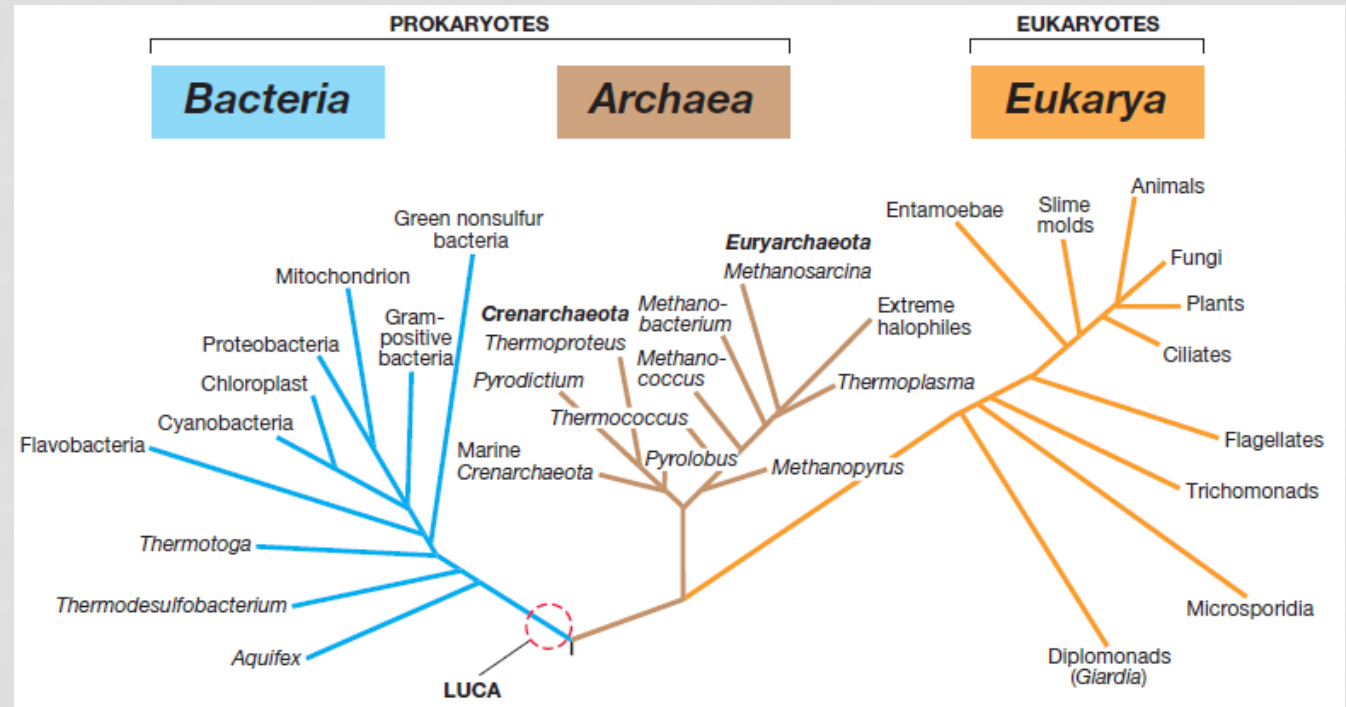 PROKARYOTES
EUKARYOTES
Bacteria
Archaea
Eukarya
Green nonsulfur
bacteria
Mitochondrion
Gram-
positive
bacteria
Proteobacteria
Chloroplast
Cyanobacteria
Flavobacteria
Thermotoga
Thermodesulfobacterium
Aquifex
LUCA
Crenarchaeota
Thermoproteus
Pyrodictium
Thermococcus
Marine
Crenarchaeota
Pyrolobus
Methano-
bacterium
Methano-
coccus
Euryarchaeota
Methanosarcina
Extreme
halophiles
Thermoplasma
Methanopyrus
Entamoebae
Slime
molds
Animals
Fungi
Plants
Ciliates
Flagellates
Trichomonads
Microsporidia
Diplomonads
(Giardia)